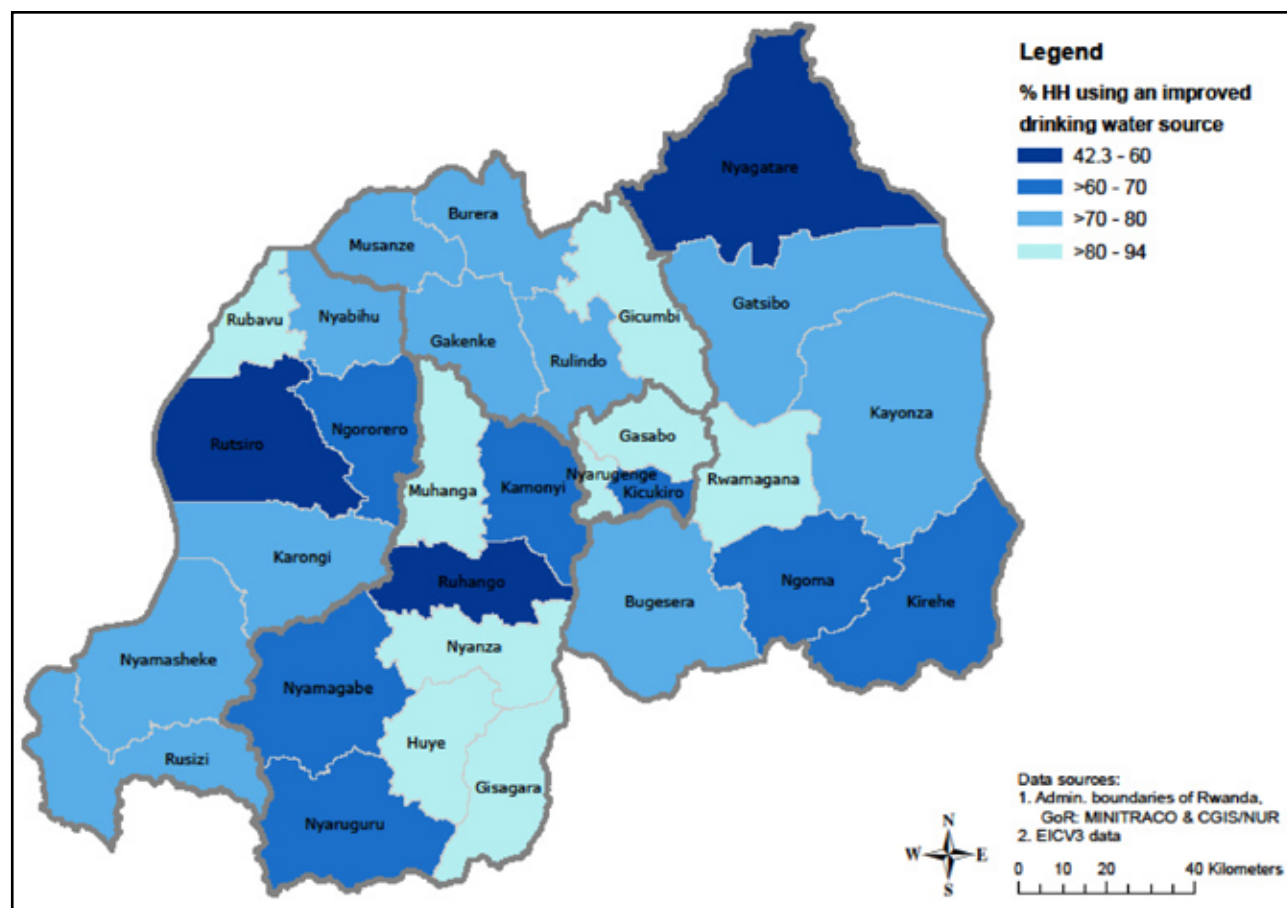 Legend
% HH using an improved
drinking water source
42.3 - 60
>60 - 70
>70 - 80
>80 - 94
Nyagatare
Burera
Musanze
Gatsibo
Rubavu
Nyabihu
Gicumbi
Gakenke
Rulindo
Kayonza
Rutsiro
Ngororero
Gasabo
Nyarugenge
Kicukiro
Rwamagana
Muhanga
Kamonyi
Karongi
Ruhango
Ngoma
Bugesera
Kirehe
Nyanza
Nyamasheke
Nyamagabe
Huye
Rusizi
Gisagara
Nyaruguru
Data sources:
1. Admin. boundaries of Rwanda,
GoR: MINITRACO & CGIS/NUR
2. EICV3 data
N
W E
S
0 10 20 40 Kilometers